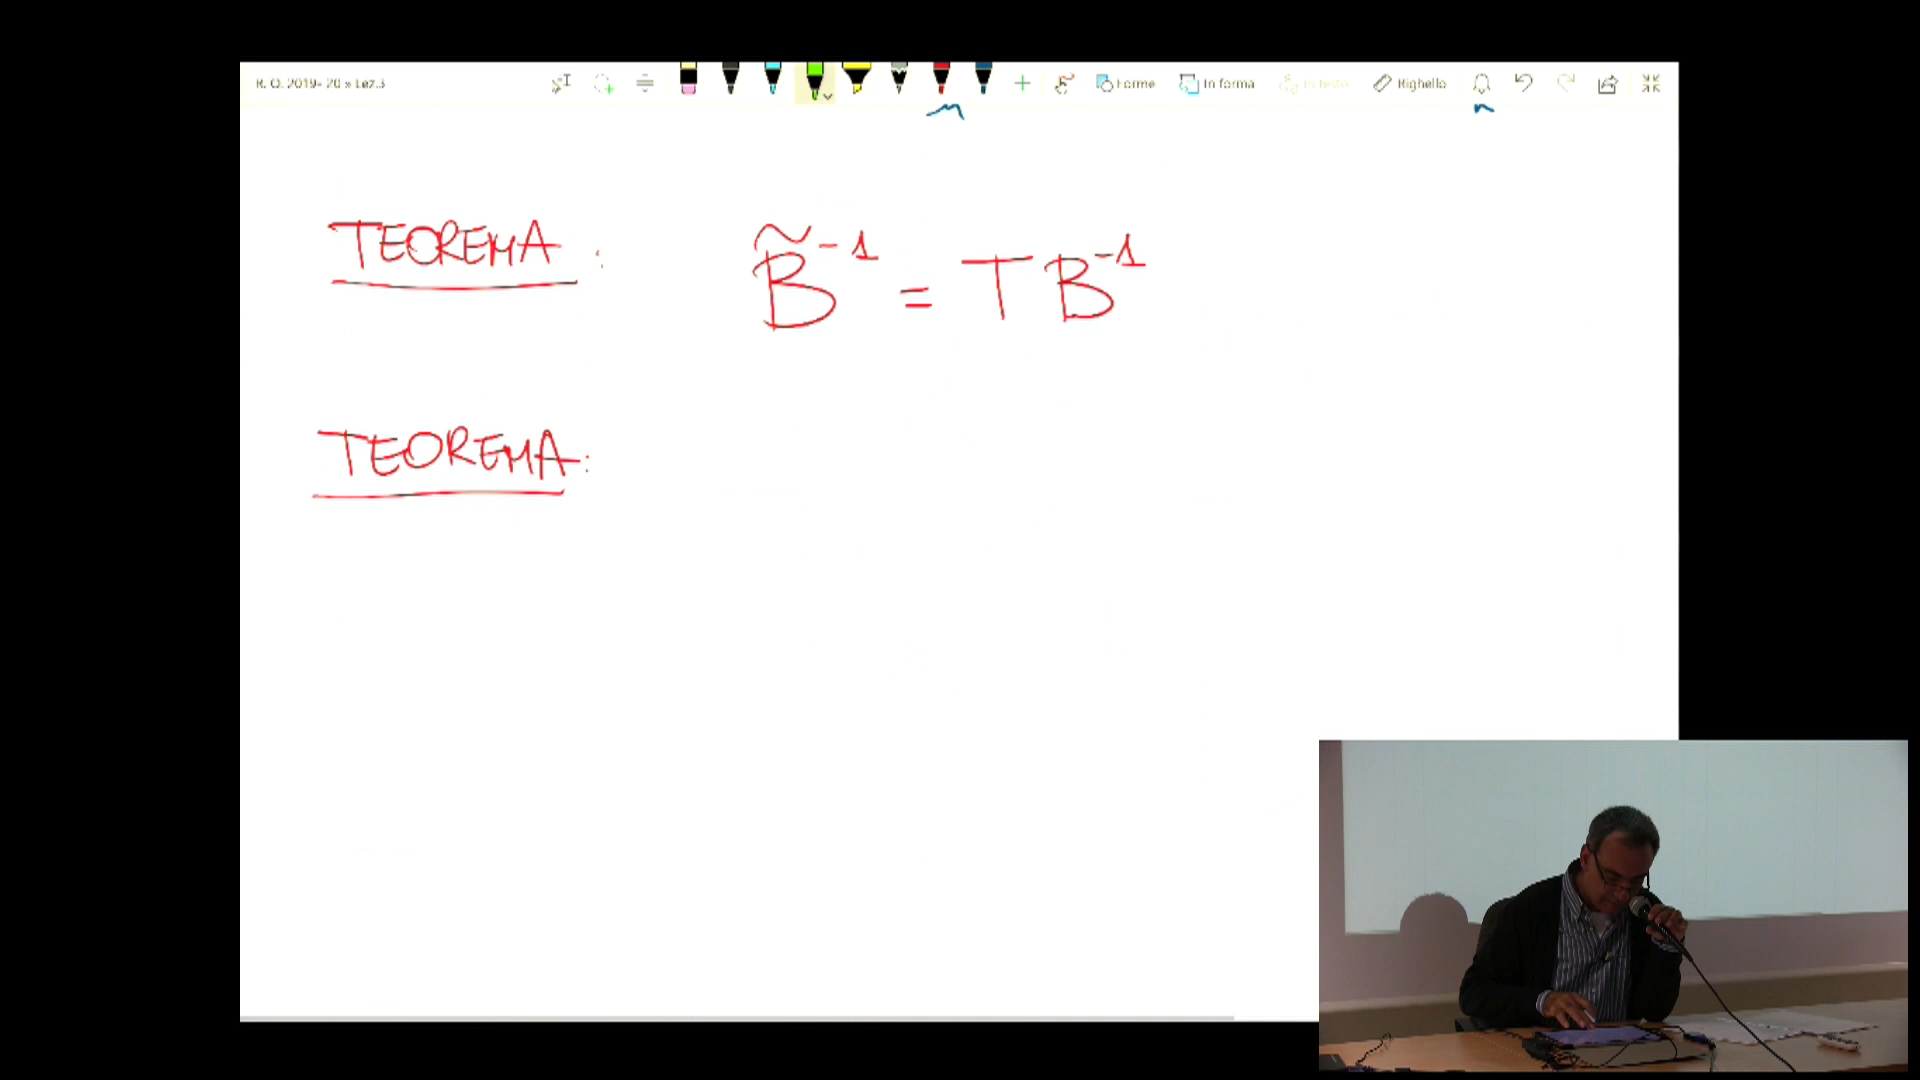 R. O. 2019-20 » Lez.3
Forme
In forma
Righello
TEOREMA : B̃⁻¹ = T B⁻¹
TEOREMA: